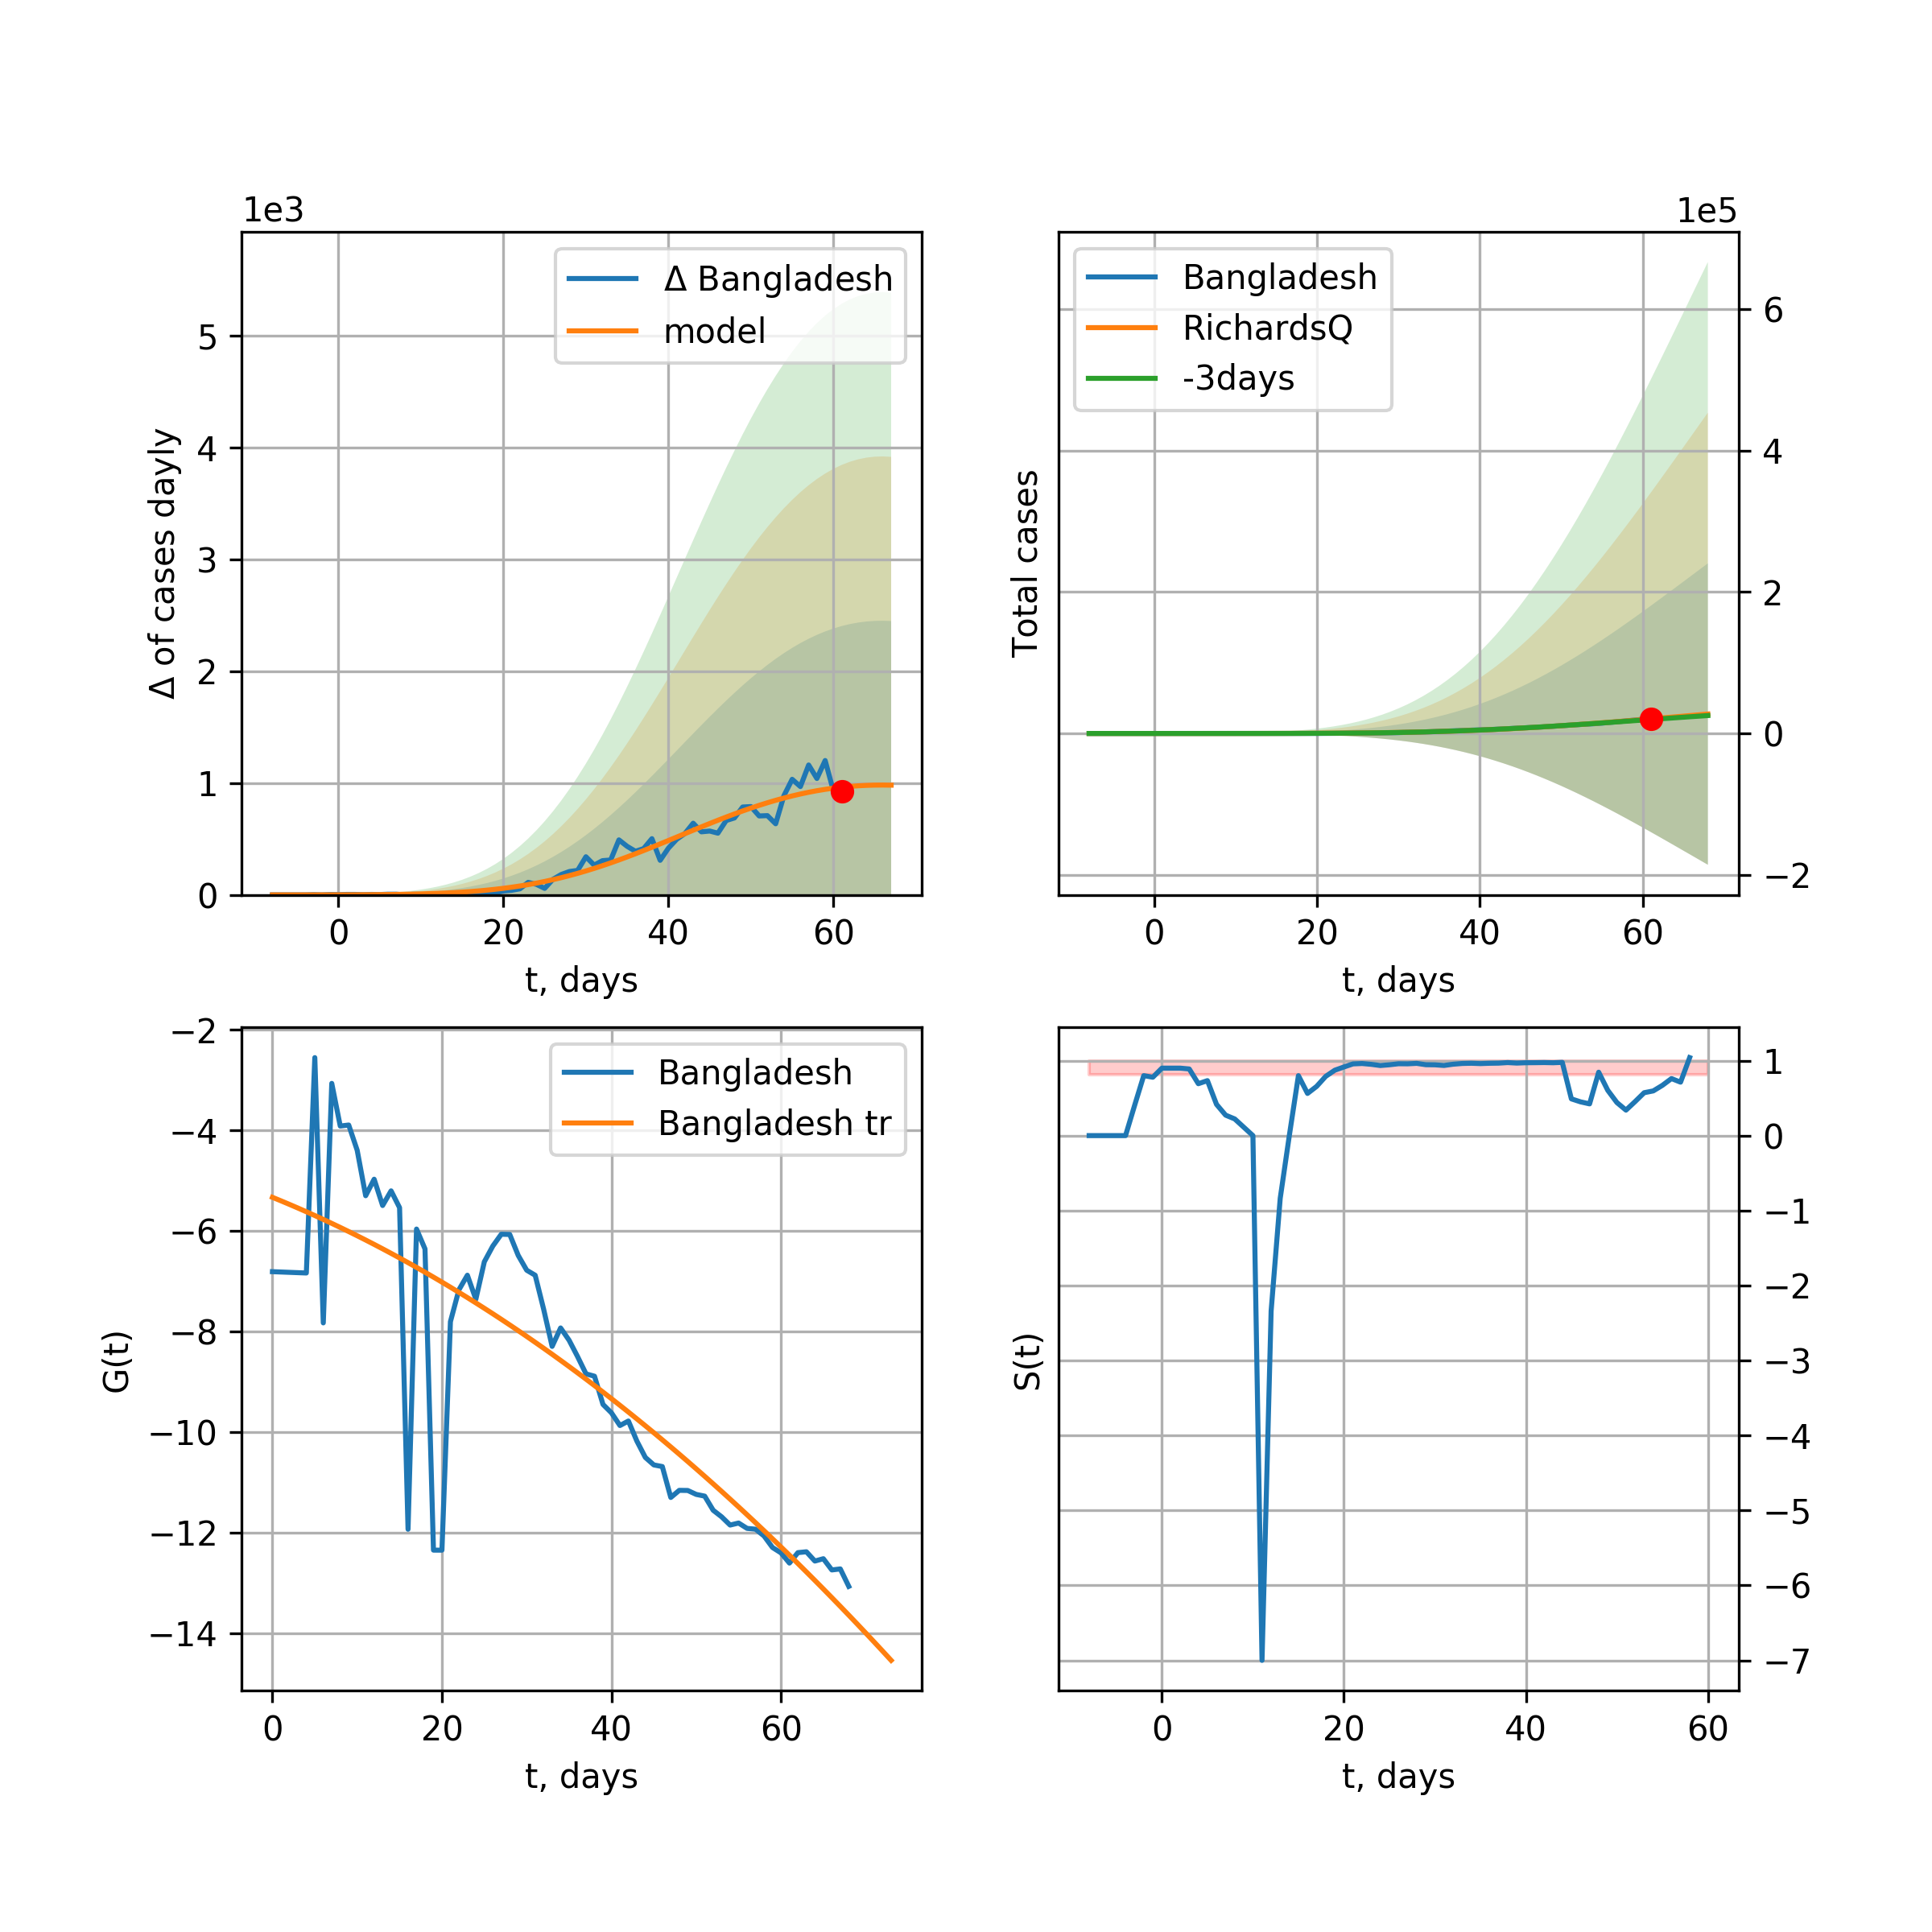 1e3
Δ of cases dayly
5
4
3
2
1
0
Δ Bangladesh
model
0 20 40 60
t, days
1e5
Total cases
Bangladesh
RichardsQ
-3days
6
4
2
0
−2
0 20 40 60
t, days
G(t)
−2
−4
−6
−8
−10
−12
−14
Bangladesh
Bangladesh tr
0 20 40 60
t, days
S(t)
1
0
−1
−2
−3
−4
−5
−6
−7
0 20 40 60
t, days